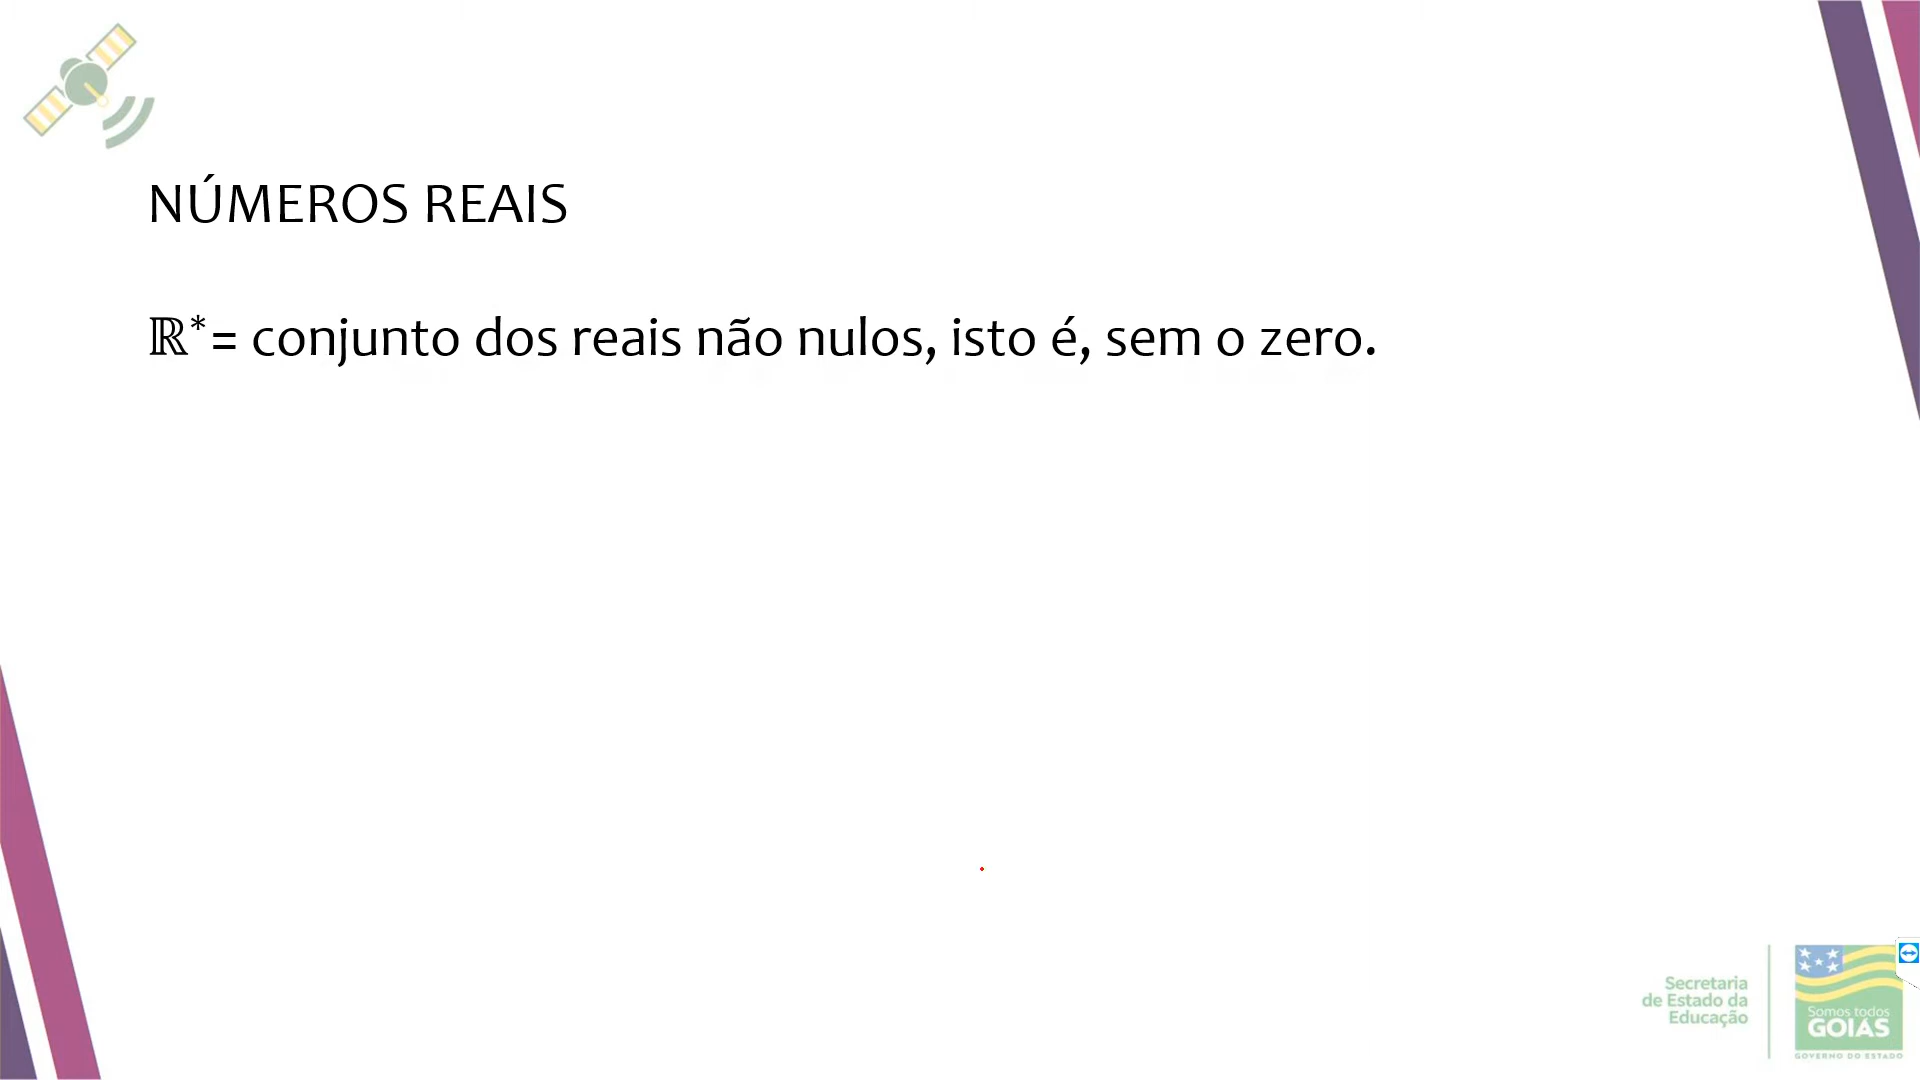 NÚMEROS REAIS
ℝ*= conjunto dos reais não nulos, isto é, sem o zero.
Secretaria
de Estado da
Educação
Somos todos
GOIÁS
GOVERNO DO ESTADO